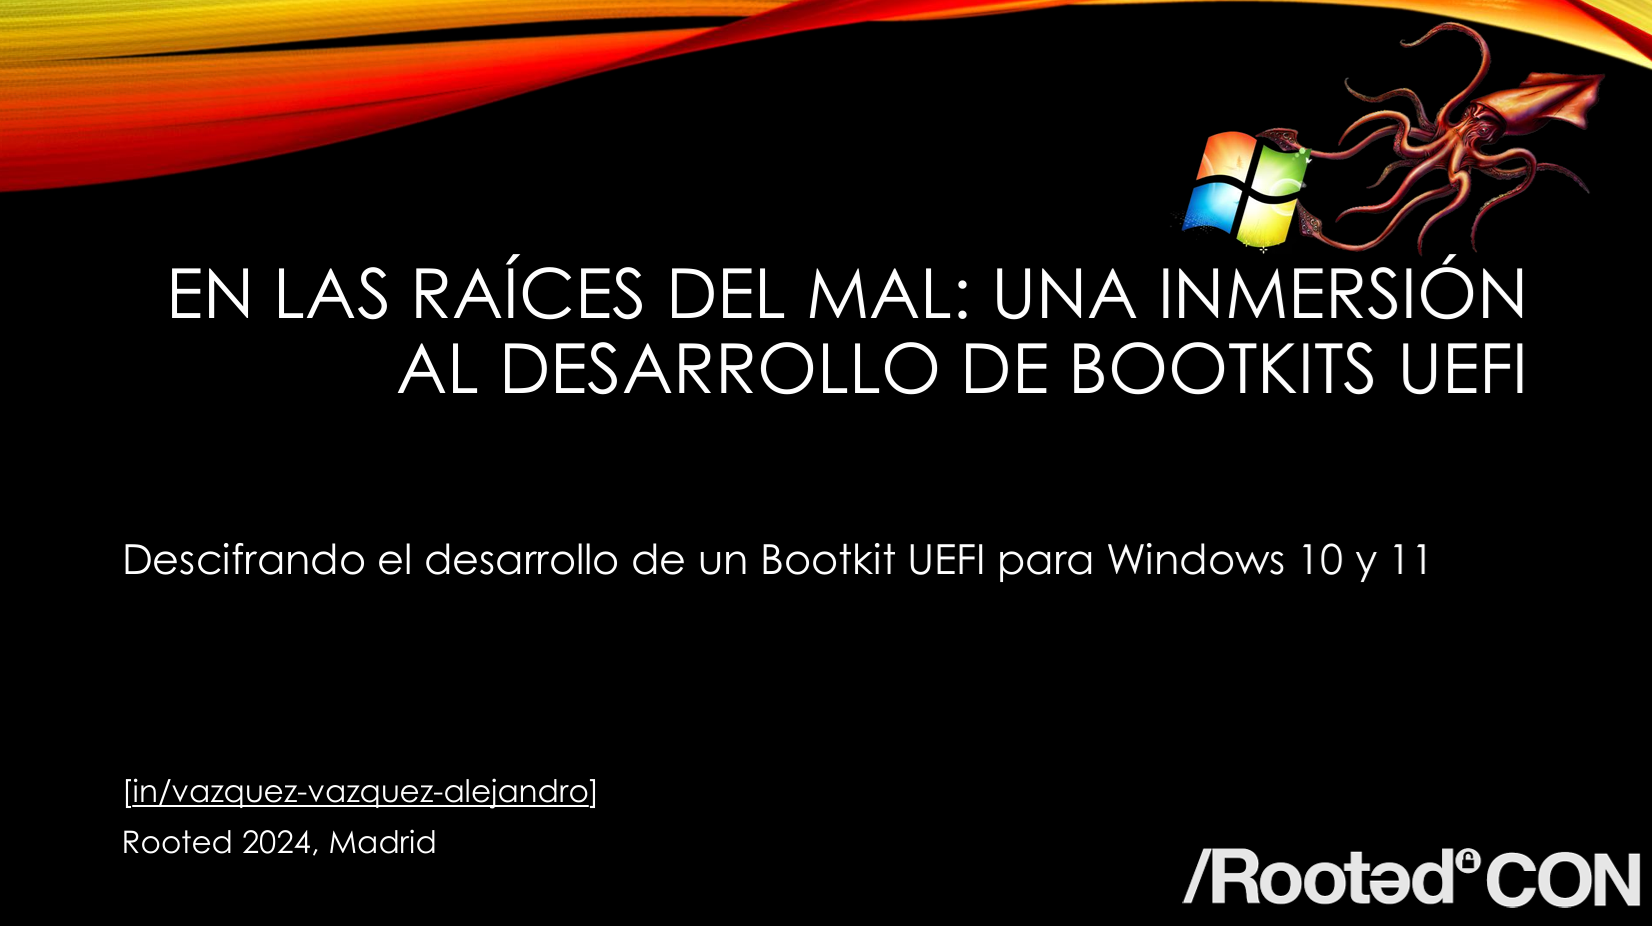 EN LAS RAÍCES DEL MAL: UNA INMERSIÓN
AL DESARROLLO DE BOOTKITS UEFI
Descifrando el desarrollo de un Bootkit UEFI para Windows 10 y 11
[in/vazquez-vazquez-alejandro]
Rooted 2024, Madrid
/Rootəd CON